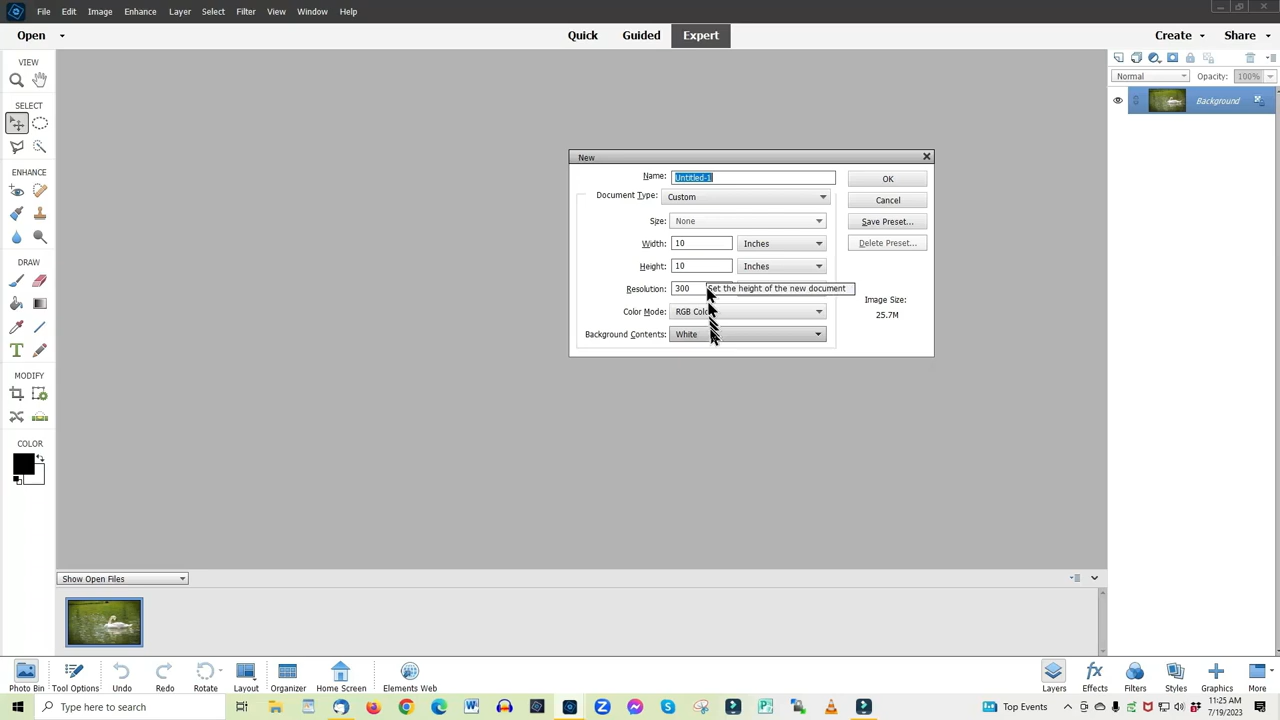 File Edit Image Enhance Layer Select Filter View Window Help
Open Quick Guided Expert Create Share
VIEW
SELECT
ENHANCE
DRAW
MODIFY
COLOR
New
Name: Untitled-1 OK
Document Type: Custom Cancel
Size: None Save Preset...
Width: 10 Inches Delete Preset...
Height: 10 Inches
Resolution: 300 Set the height of the new document
Color Mode: RGB Color
Background Contents: White
Image Size:
25.7M
Normal Opacity: 100%
Background
Show Open Files
Photo Bin Tool Options Undo Redo Rotate Layout Organizer Home Screen Elements Web Layers Effects Filters Styles Graphics More
Type here to search
Top Events
11:25 AM
7/19/2023